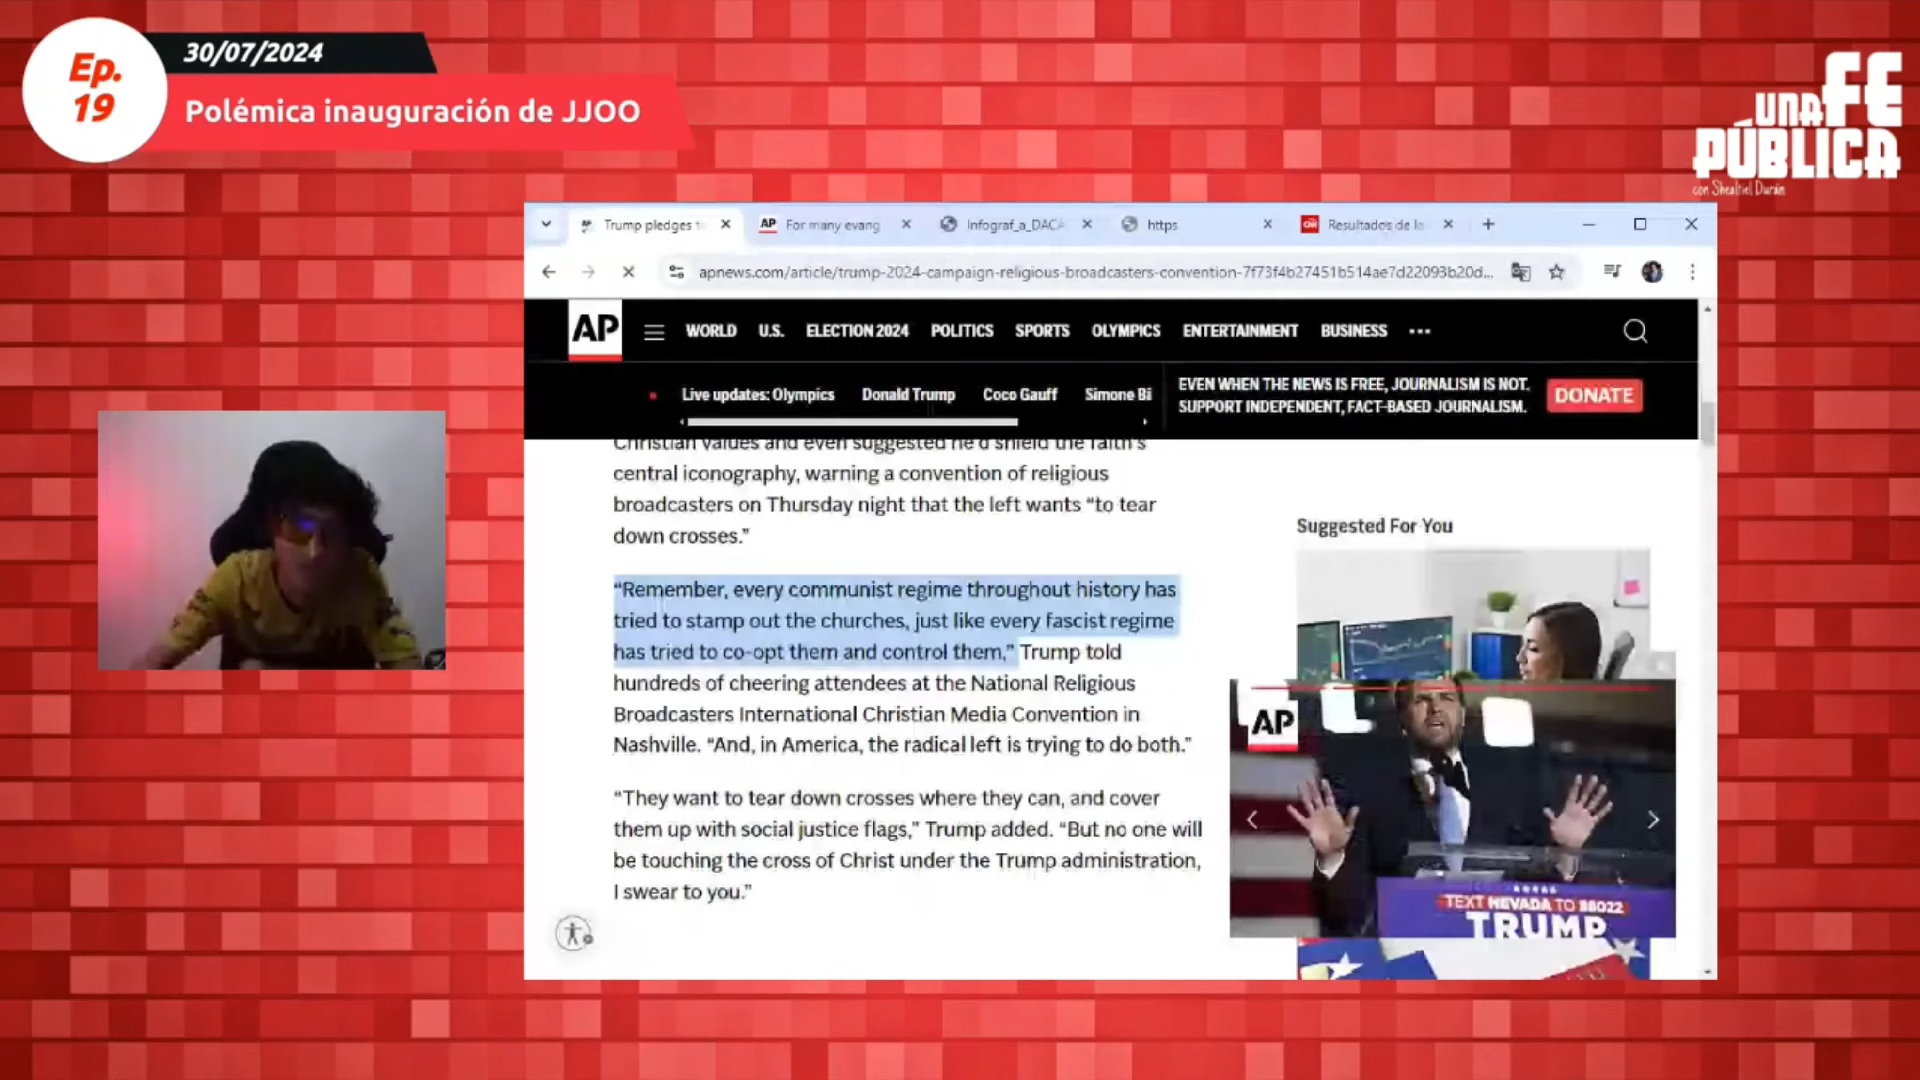 Ep.
19
30/07/2024
Polémica inauguración de JJOO
UNA FE
PÚBLICA
con Shealtiel Durán
Trump pledges t
For many evang
Infograf_a_DACA
https
Resultados de la
apnews.com/article/trump-2024-campaign-religious-broadcasters-convention-7f73f4b27451b514ae7d22093b20d...
AP
WORLD
U.S.
ELECTION 2024
POLITICS
SPORTS
OLYMPICS
ENTERTAINMENT
BUSINESS
Live updates: Olympics
Donald Trump
Coco Gauff
Simone Bi
EVEN WHEN THE NEWS IS FREE, JOURNALISM IS NOT.
SUPPORT INDEPENDENT, FACT-BASED JOURNALISM.
DONATE
Christian values and even suggested he'd shield the faith's
central iconography, warning a convention of religious
broadcasters on Thursday night that the left wants “to tear
down crosses.”
“Remember, every communist regime throughout history has
tried to stamp out the churches, just like every fascist regime
has tried to co-opt them and control them,” Trump told
hundreds of cheering attendees at the National Religious
Broadcasters International Christian Media Convention in
Nashville. “And, in America, the radical left is trying to do both.”
“They want to tear down crosses where they can, and cover
them up with social justice flags,” Trump added. “But no one will
be touching the cross of Christ under the Trump administration,
I swear to you.”
Suggested For You
AP
TEXT NEVADA TO 88022
TRUMP